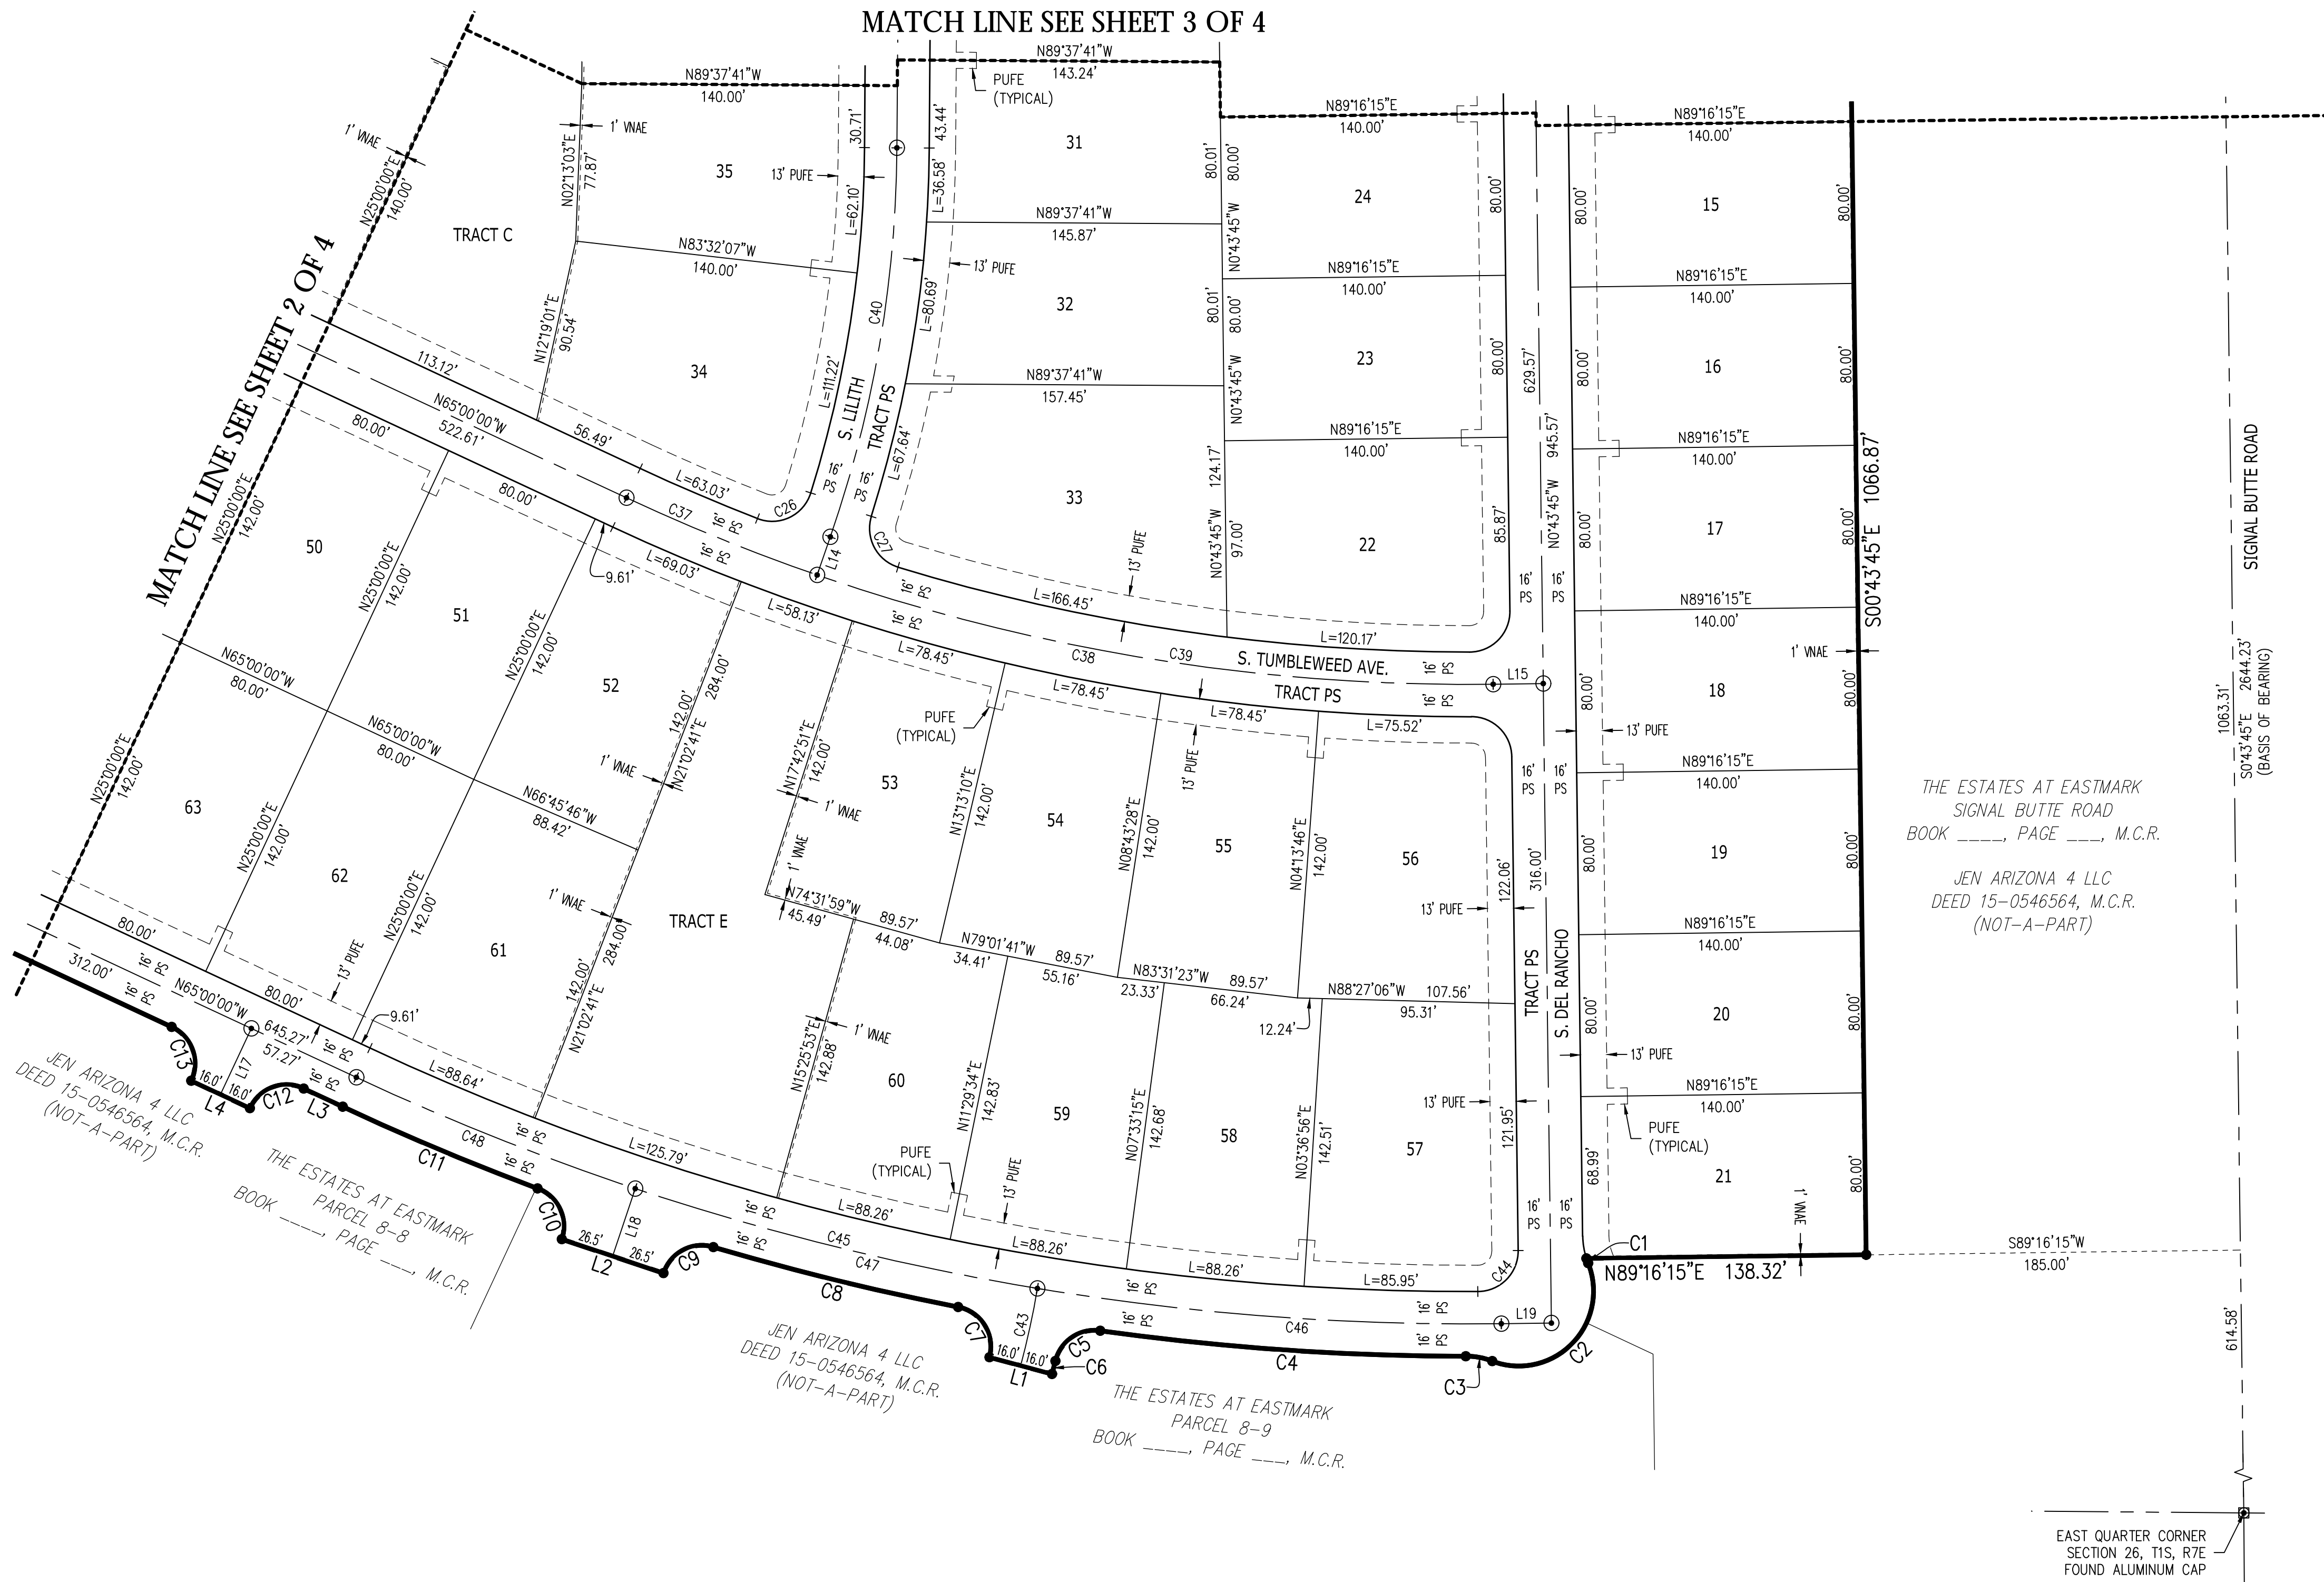 MATCH LINE SEE SHEET 3 OF 4
N89°37'41"W
140.00'
N89°37'41"W
143.24'
PUFE
(TYPICAL)
N89°16'15"E
140.00'
N89°16'15"E
140.00'
1' VNAE
N25°00'00"E
140.00'
N02°13'03"E
77.87'
1' VNAE
35
13' PUFE
30.71'
L=62.10'
43.44'
L=36.58'
31
80.01'
80.00'
24
80.00'
80.00'
15
80.00'
TRACT C
N83°32'07"W
140.00'
N89°37'41"W
145.87'
N0°43'45"W
13' PUFE
N89°16'15"E
140.00'
N89°16'15"E
140.00'
MATCH LINE SEE SHEET 2 OF 4
N12°19'01"E
90.54'
34
L=111.22'
C40
L=80.69'
32
80.01'
80.00'
N0°43'45"W
23
80.00'
629.57'
80.00'
16
80.00'
113.12'
N65°00'00"W
522.61'
56.49'
S. LILITH
TRACT PS
N89°37'41"W
157.45'
N89°16'15"E
140.00'
N89°16'15"E
140.00'
S00°43'45"E 1066.87'
SIGNAL BUTTE ROAD
80.00'
80.00'
L=63.03'
C26
16'
PS
16'
PS
L=67.64'
33
124.17'
N0°43'45"W
97.00'
22
85.87'
945.57'
N0°43'45"W
80.00'
17
80.00'
N25°00'00"E
142.00'
50
C37
16'
PS
16'
PS
L14
C27
13' PUFE
N25°00'00"E
142.00'
51
9.61'
L=69.03'
L=58.13'
16'
PS
16'
PS
L=166.45'
L=120.17'
16'
PS
16'
PS
N89°16'15"E
140.00'
N25°00'00"E
142.00'
52
142.00'
284.00'
N21°02'41"E
L=78.45'
C38
C39
S. TUMBLEWEED AVE.
TRACT PS
16'
PS
16'
PS
L15
1' VNAE
1063.31'
S0°43'45"E 2644.23'
(BASIS OF BEARING)
N65°00'00"W
80.00'
80.00'
18
80.00'
N65°00'00"W
80.00'
1' VNAE
N17°42'51"E
142.00'
L=78.45'
PUFE
(TYPICAL)
L=78.45'
L=75.52'
13' PUFE
13' PUFE
N89°16'15"E
140.00'
16'
PS
16'
PS
N25°00'00"E
142.00'
63
N66°45'46"W
88.42'
53
1' VNAE
1' VNAE
N13°13'10"E
142.00'
54
N08°43'28"E
142.00'
55
N04°13'46"E
142.00'
56
122.06'
316.00'
80.00'
19
80.00'
THE ESTATES AT EASTMARK
SIGNAL BUTTE ROAD
BOOK ____, PAGE ___, M.C.R.
JEN ARIZONA 4 LLC
DEED 15-0546564, M.C.R.
(NOT-A-PART)
N25°00'00"E
142.00'
62
N25°00'00"E
142.00'
1' VNAE
TRACT E
N74°31'59"W
89.57'
45.49'
44.08'
N79°01'41"W
89.57'
34.41'
55.16'
N83°31'23"W
89.57'
23.33'
66.24'
13' PUFE
N88°27'06"W 107.56'
95.31'
12.24'
N89°16'15"E
140.00'
80.00'
312.00'
16'
PS
16'
PS
13' PUFE
61
142.00'
284.00'
N21°02'41"E
TRACT PS
S. DEL RANCHO
80.00'
20
80.00'
N65°00'00"W
645.27'
80.00'
9.61'
N15°25'53"E
142.88'
1' VNAE
60
13' PUFE
C13
16.0'
16.0'
L4
L17
57.27'
16'
PS
16'
PS
C12
L3
L=88.64'
N11°29'34"E
142.83'
59
N07°33'15"E
142.68'
58
N03°36'56"E
142.51'
57
13' PUFE
121.95'
N89°16'15"E
140.00'
PUFE
(TYPICAL)
JEN ARIZONA 4 LLC
DEED 15-0546564, M.C.R.
(NOT-A-PART)
C48
C11
16'
PS
16'
PS
L=125.79'
PUFE
(TYPICAL)
13' PUFE
68.99'
21
80.00'
1' VNAE
THE ESTATES AT EASTMARK
PARCEL 8-8
BOOK ____, PAGE ___, M.C.R.
C10
26.5'
26.5'
L2
L18
C9
16'
PS
16'
PS
L=88.26'
C45
C47
L=88.26'
L=88.26'
L=85.95'
C44
16'
PS
16'
PS
C1
N89°16'15"E 138.32'
S89°16'15"W
185.00'
C8
C7
C43
16'
PS
16'
PS
C46
16'
PS
16'
PS
L19
614.58'
JEN ARIZONA 4 LLC
DEED 15-0546564, M.C.R.
(NOT-A-PART)
16.0'
16.0'
L1
C5
C6
C4
C3
C2
THE ESTATES AT EASTMARK
PARCEL 8-9
BOOK ____, PAGE ___, M.C.R.
EAST QUARTER CORNER
SECTION 26, T1S, R7E
FOUND ALUMINUM CAP